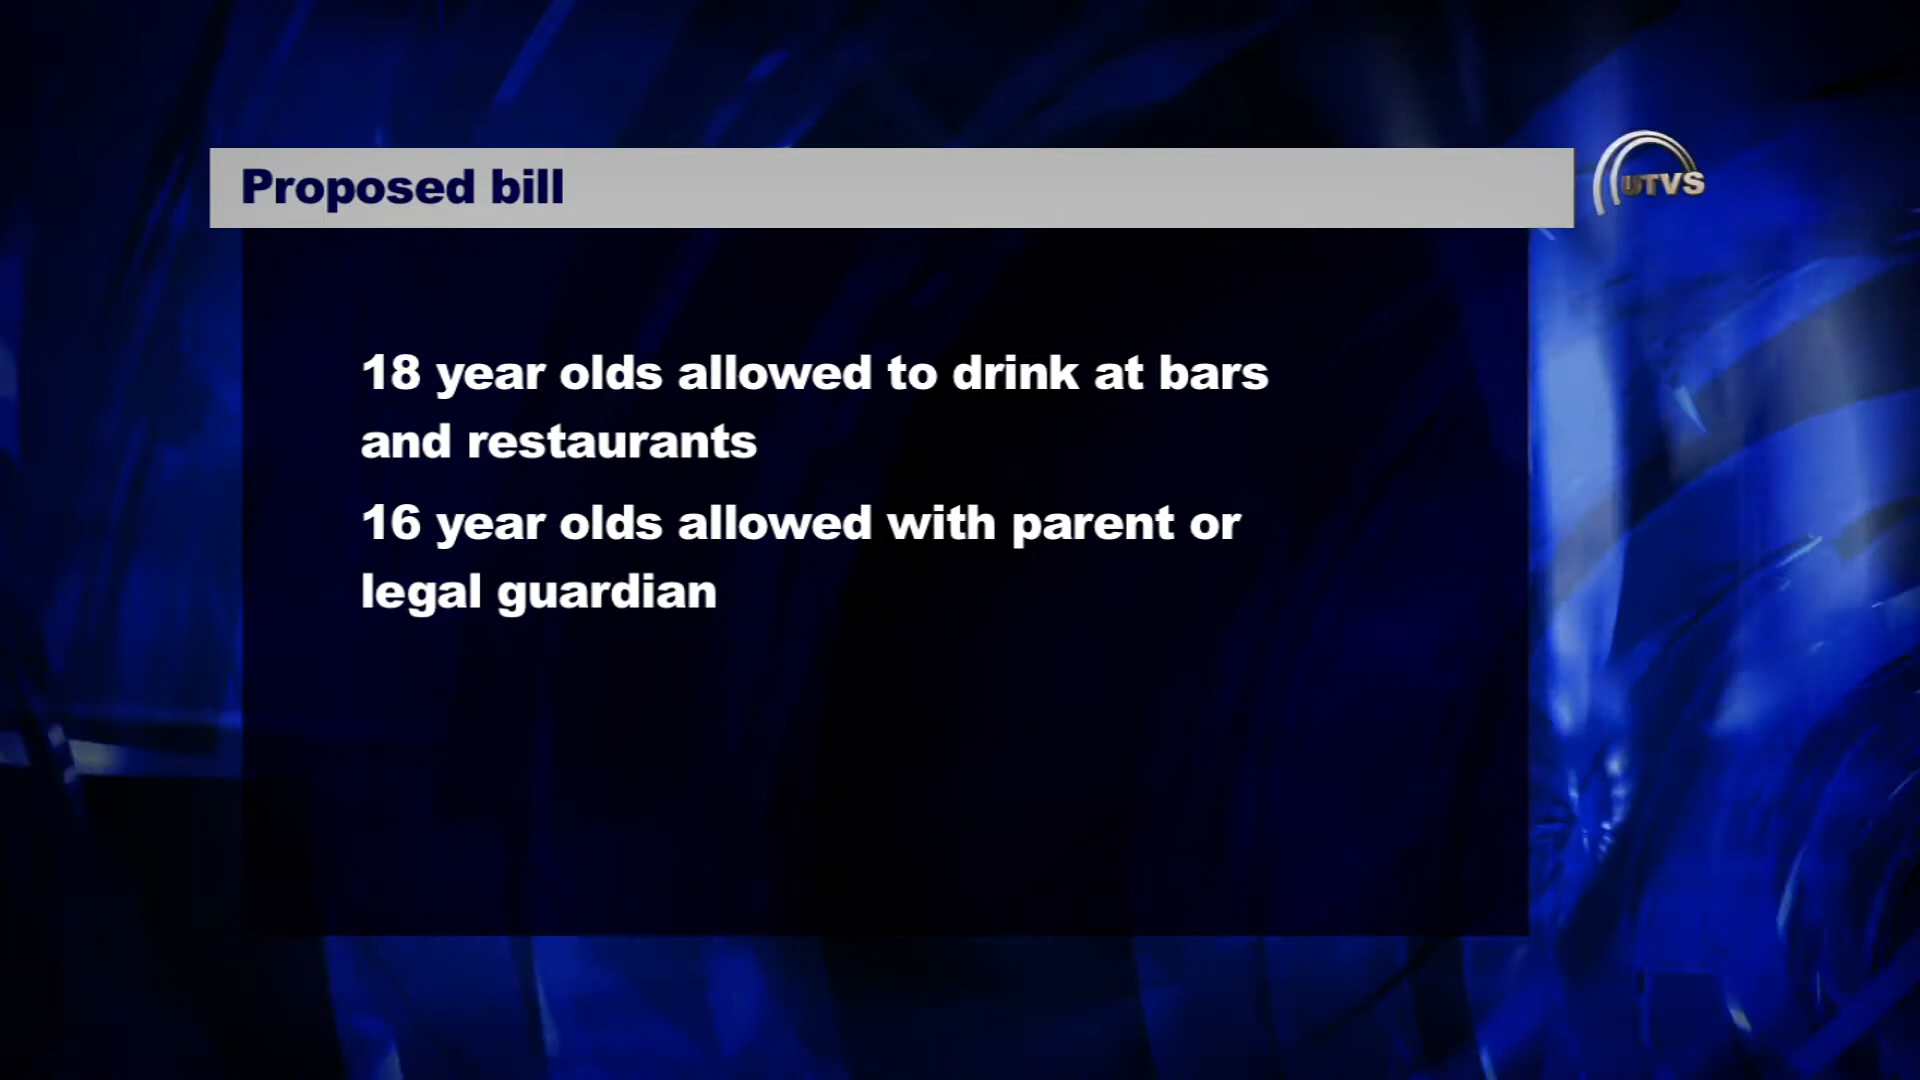 Proposed bill
UTVS
18 year olds allowed to drink at bars
and restaurants
16 year olds allowed with parent or
legal guardian